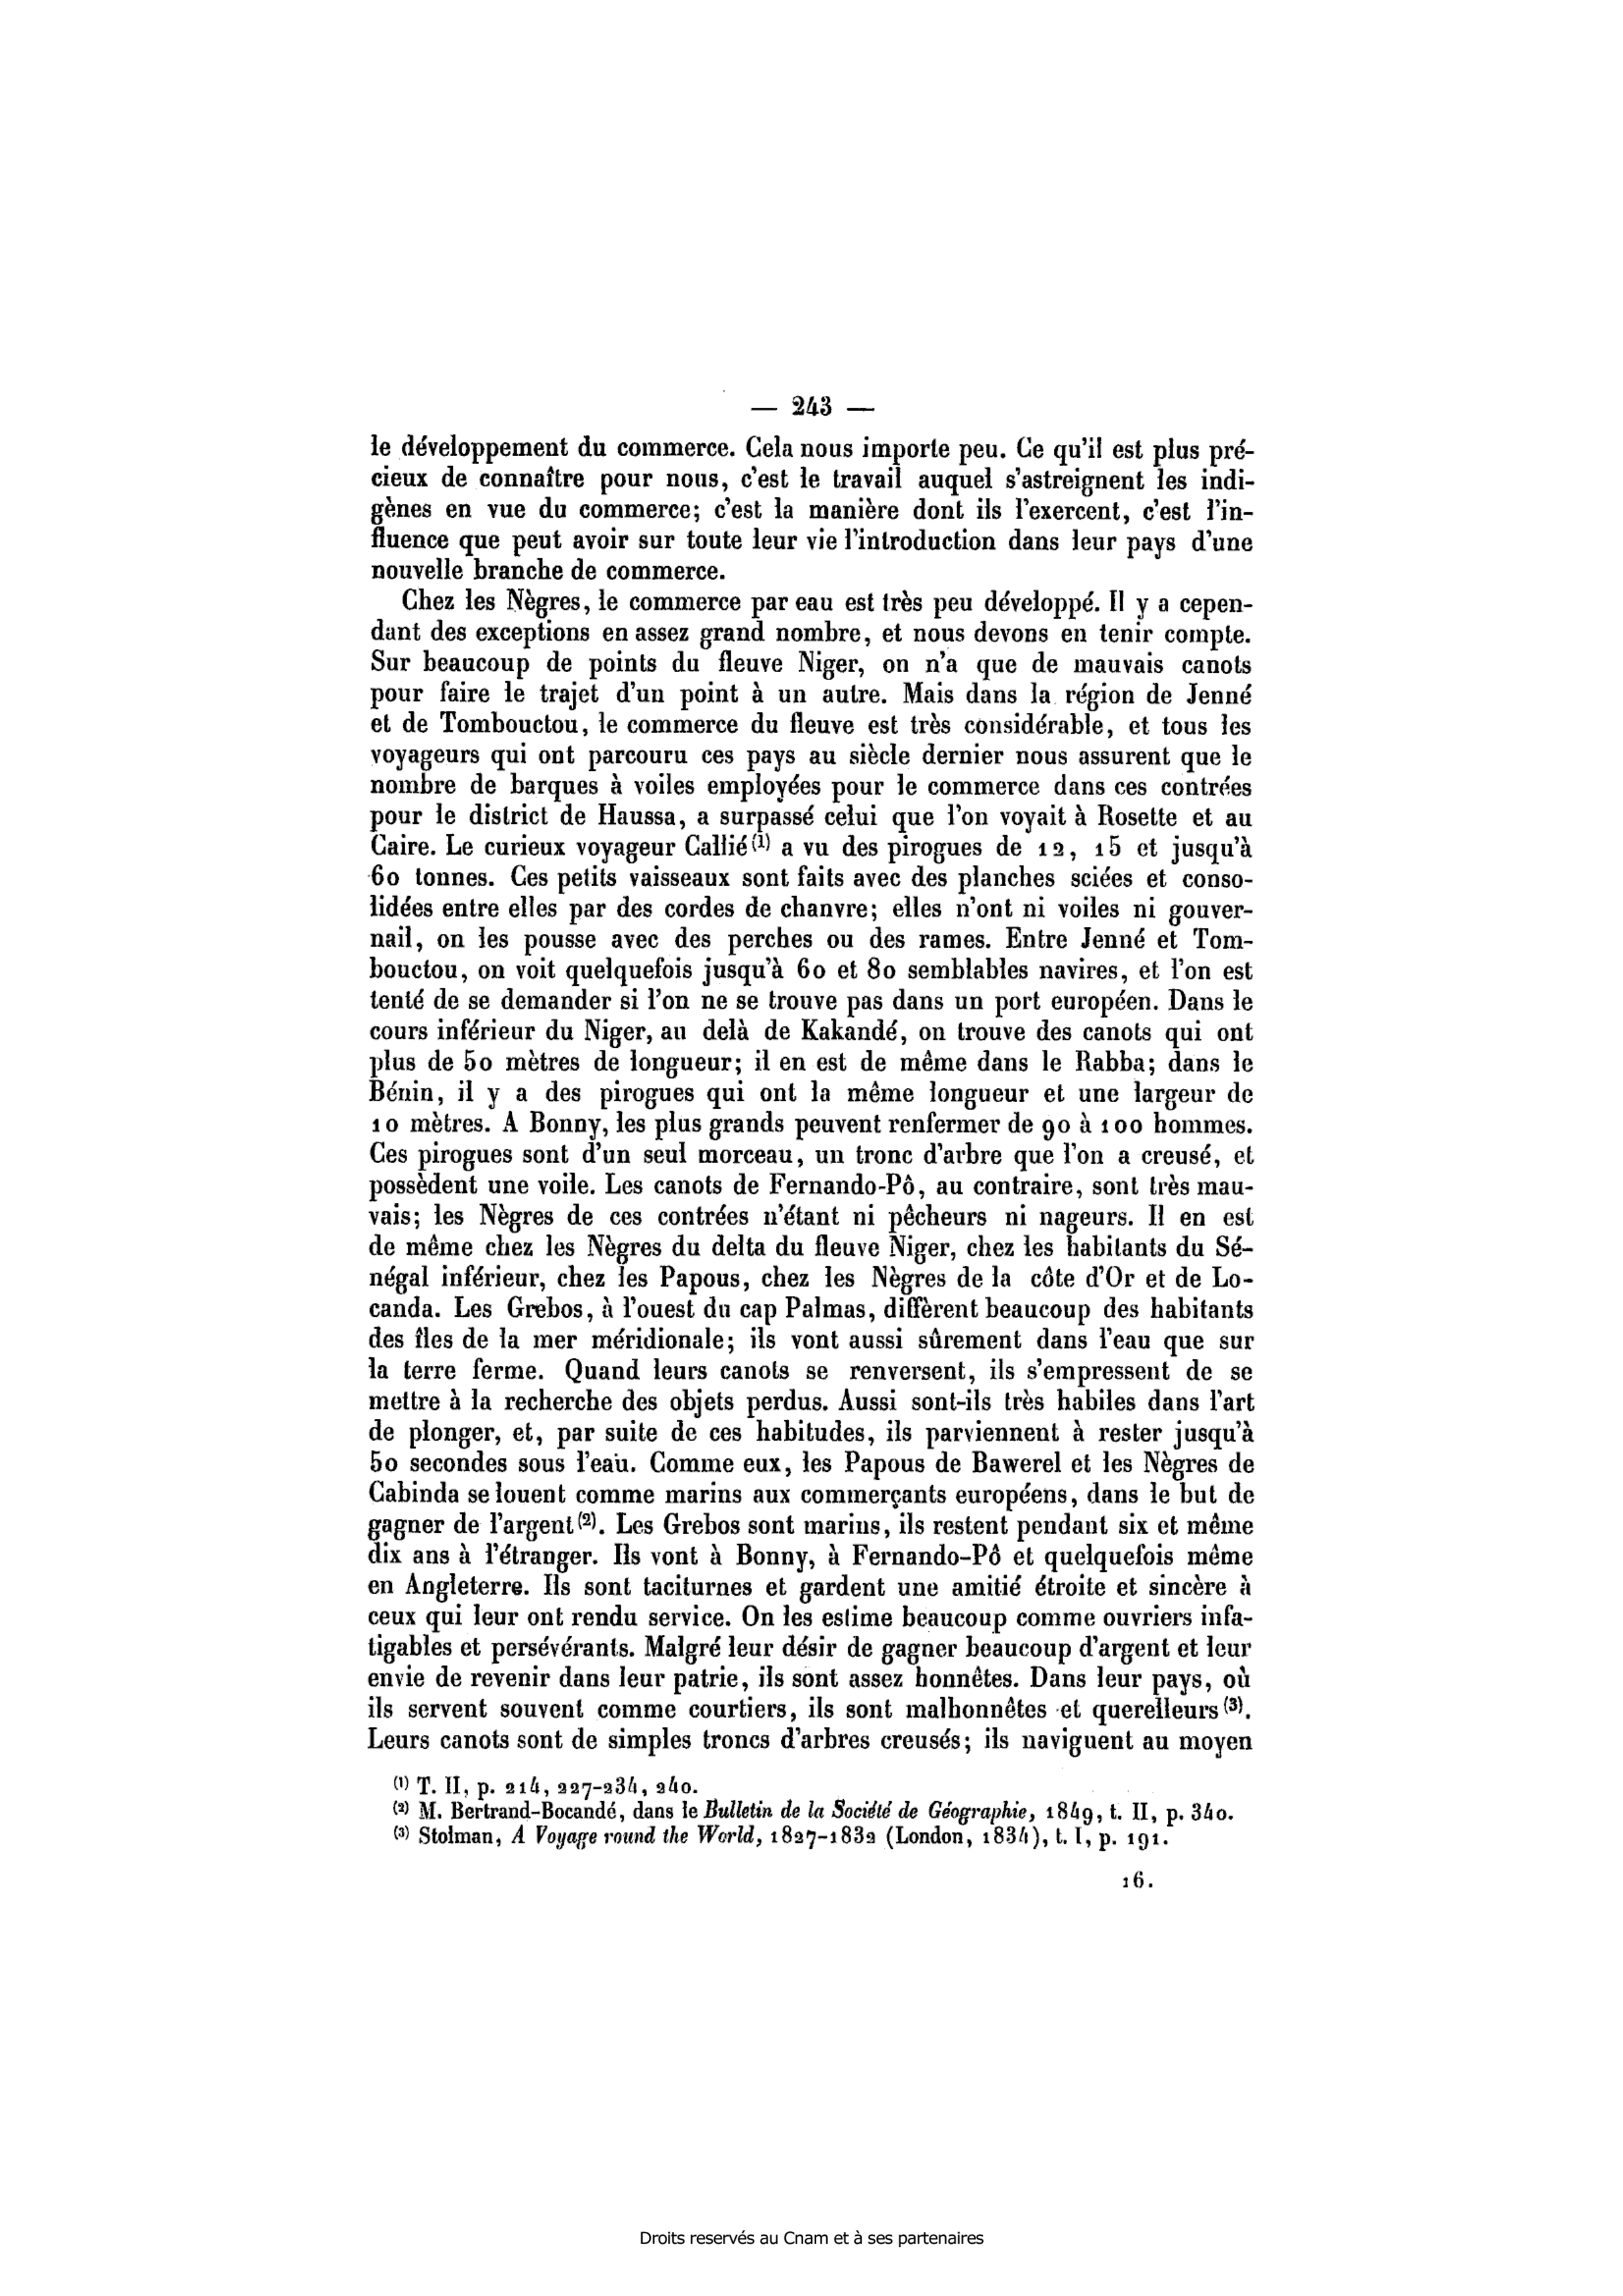 — 243 —
le développement du commerce. Cela nous importe peu. Ce qu'il est plus pré-
cieux de connaître pour nous, c'est le travail auquel s'astreignent les indi-
gènes en vue du commerce; c'est la manière dont ils l'exercent, c'est l'in-
fluence que peut avoir sur toute leur vie l'introduction dans leur pays d'une
nouvelle branche de commerce.
Chez les Nègres, le commerce par eau est très peu développé. Il y a cepen-
dant des exceptions en assez grand nombre, et nous devons en tenir compte.
Sur beaucoup de points du fleuve Niger, on n'a que de mauvais canots
pour faire le trajet d'un point à un autre. Mais dans la région de Jenné
et de Tombouctou, le commerce du fleuve est très considérable, et tous les
voyageurs qui ont parcouru ces pays au siècle dernier nous assurent que le
nombre de barques à voiles employées pour le commerce dans ces contrées
pour le district de Haussa, a surpassé celui que l'on voyait à Rosette et au
Caire. Le curieux voyageur Callié (1) a vu des pirogues de 12, 15 et jusqu'à
60 tonnes. Ces petits vaisseaux sont faits avec des planches sciées et conso-
lidées entre elles par des cordes de chanvre; elles n'ont ni voiles ni gouver-
nail, on les pousse avec des perches ou des rames. Entre Jenné et Tom-
bouctou, on voit quelquefois jusqu'à 60 et 80 semblables navires, et l'on est
tenté de se demander si l'on ne se trouve pas dans un port européen. Dans le
cours inférieur du Niger, au delà de Kakandé, on trouve des canots qui ont
plus de 50 mètres de longueur; il en est de même dans le Rabba; dans le
Bénin, il y a des pirogues qui ont la même longueur et une largeur de
10 mètres. A Bonny, les plus grands peuvent renfermer de 90 à 100 hommes.
Ces pirogues sont d'un seul morceau, un tronc d'arbre que l'on a creusé, et
possèdent une voile. Les canots de Fernando-Pô, au contraire, sont très mau-
vais; les Nègres de ces contrées n'étant ni pêcheurs ni nageurs. Il en est
de même chez les Nègres du delta du fleuve Niger, chez les habitants du Sé-
négal inférieur, chez les Papous, chez les Nègres de la côte d'Or et de Lo-
canda. Les Grebos, à l'ouest du cap Palmas, diffèrent beaucoup des habitants
des îles de la mer méridionale; ils vont aussi sûrement dans l'eau que sur
la terre ferme. Quand leurs canots se renversent, ils s'empressent de se
mettre à la recherche des objets perdus. Aussi sont-ils très habiles dans l'art
de plonger, et, par suite de ces habitudes, ils parviennent à rester jusqu'à
50 secondes sous l'eau. Comme eux, les Papous de Bawerel et les Nègres de
Cabinda se louent comme marins aux commerçants européens, dans le but de
gagner de l'argent (2). Les Grebos sont marins, ils restent pendant six et même
dix ans à l'étranger. Ils vont à Bonny, à Fernando-Pô et quelquefois même
en Angleterre. Ils sont taciturnes et gardent une amitié étroite et sincère à
ceux qui leur ont rendu service. On les estime beaucoup comme ouvriers infa-
tigables et persévérants. Malgré leur désir de gagner beaucoup d'argent et leur
envie de revenir dans leur patrie, ils sont assez honnêtes. Dans leur pays, où
ils servent souvent comme courtiers, ils sont malhonnêtes et querelleurs (3).
Leurs canots sont de simples troncs d'arbres creusés; ils naviguent au moyen
(1) T. II, p. 214, 227-234, 240.
(2) M. Bertrand-Bocandé, dans le Bulletin de la Société de Géographie, 1849, t. II, p. 340.
(3) Stolman, A Voyage round the World, 1827-1832 (London, 1834), t. I, p. 191.
16.
Droits reservés au Cnam et à ses partenaires